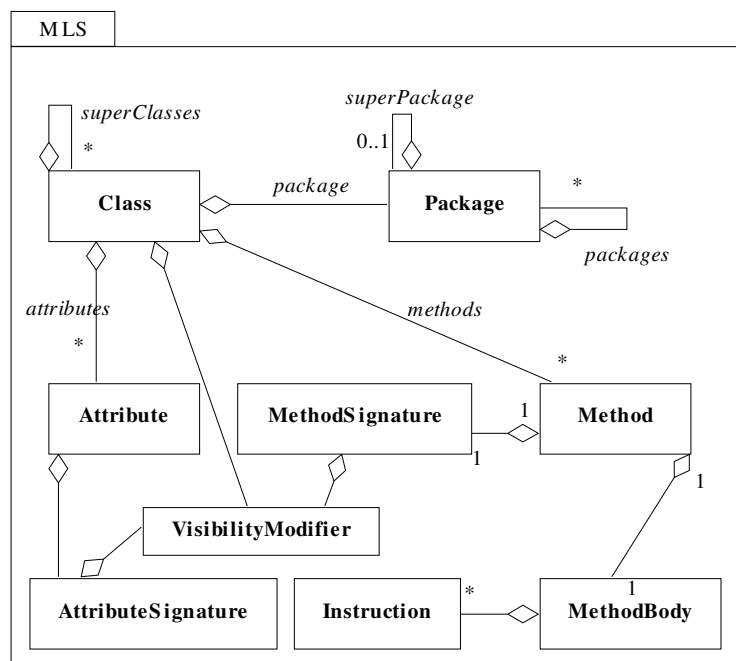 MLS
superPackage
superClasses
0..1
*
package
*
Class
Package
packages
attributes
methods
*
*
Attribute
MethodSignature
1
Method
1
1
VisibilityModifier
AttributeSignature
Instruction
*
1
MethodBody